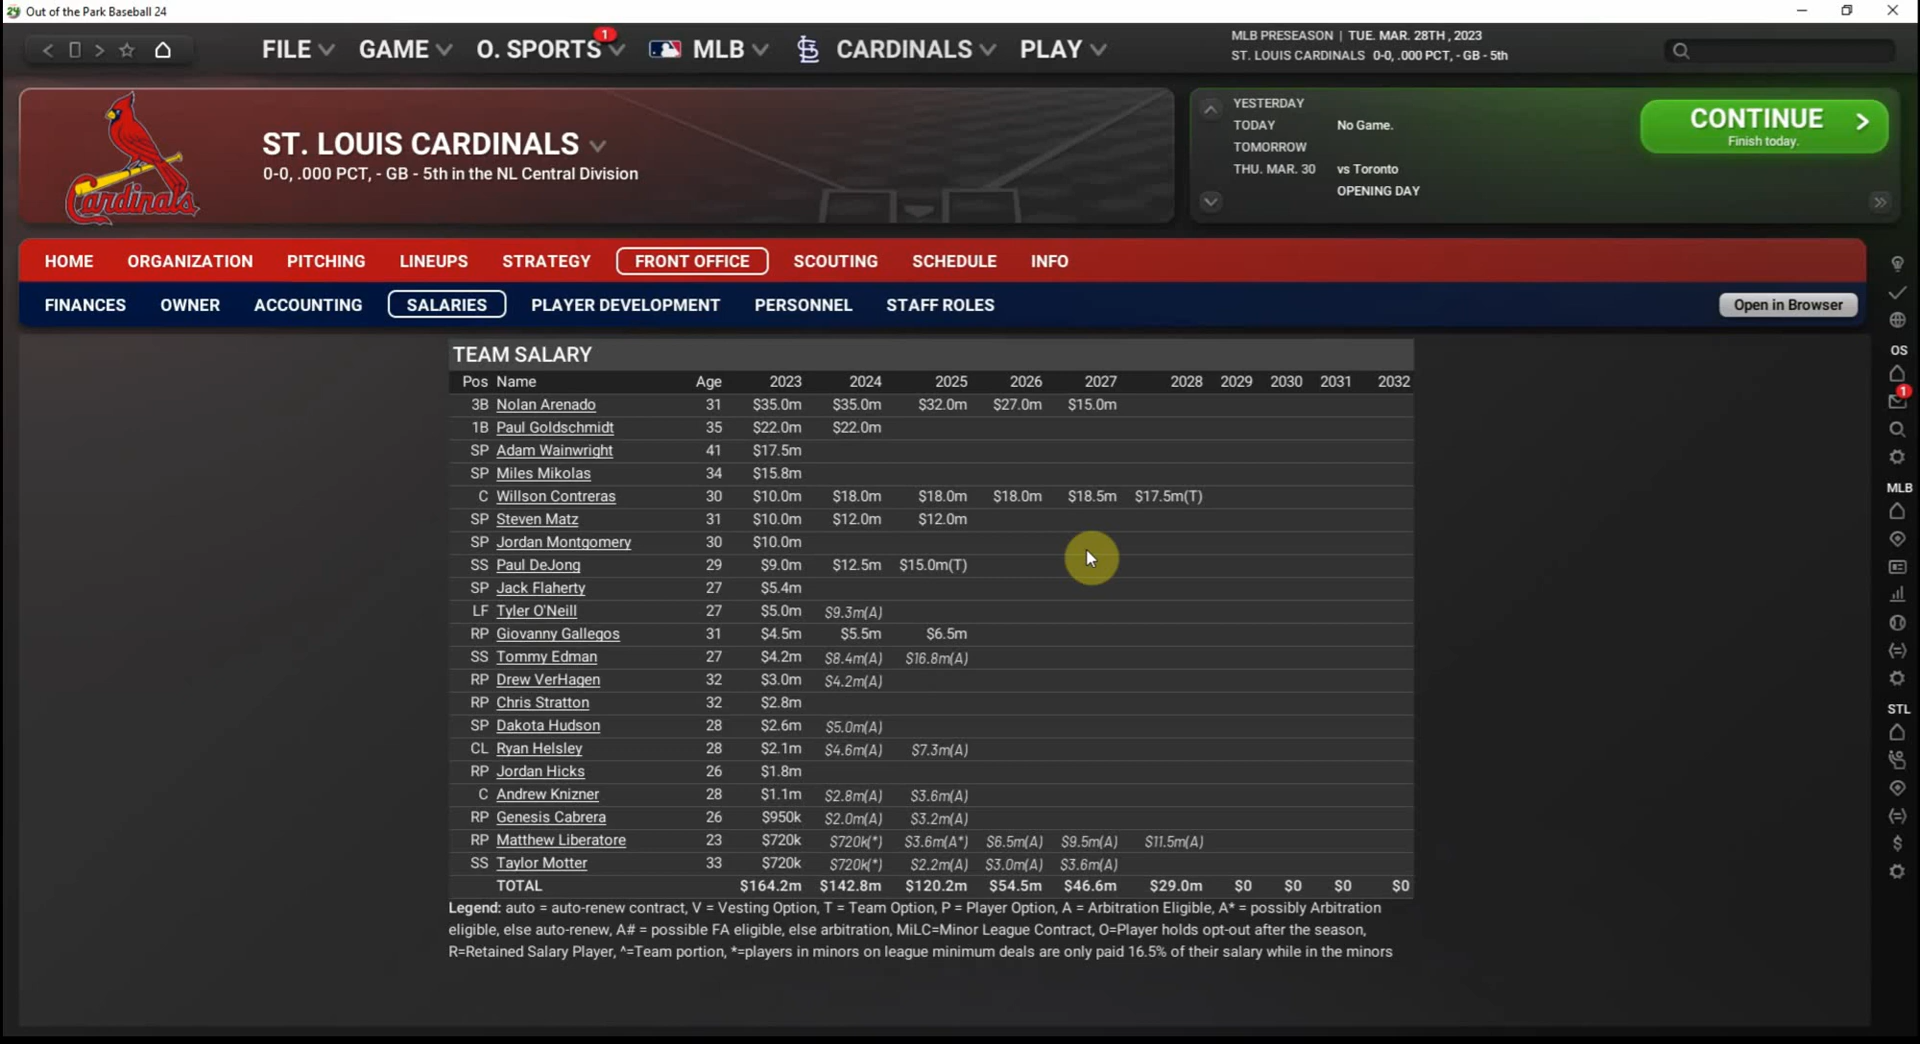 Out of the Park Baseball 24
FILE GAME O. SPORTS 1 MLB CARDINALS PLAY
MLB PRESEASON | TUE. MAR. 28TH, 2023
ST. LOUIS CARDINALS 0-0, .000 PCT, - GB - 5th
Cardinals
ST. LOUIS CARDINALS
0-0, .000 PCT, - GB - 5th in the NL Central Division
YESTERDAY
TODAY No Game.
TOMORROW
THU. MAR. 30 vs Toronto
OPENING DAY
CONTINUE
Finish today.
HOME ORGANIZATION PITCHING LINEUPS STRATEGY FRONT OFFICE SCOUTING SCHEDULE INFO
FINANCES OWNER ACCOUNTING SALARIES PLAYER DEVELOPMENT PERSONNEL STAFF ROLES Open in Browser
TEAM SALARY
Pos Name Age 2023 2024 2025 2026 2027 2028 2029 2030 2031 2032
3B Nolan Arenado 31 $35.0m $35.0m $32.0m $27.0m $15.0m
1B Paul Goldschmidt 35 $22.0m $22.0m
SP Adam Wainwright 41 $17.5m
SP Miles Mikolas 34 $15.8m
C Willson Contreras 30 $10.0m $18.0m $18.0m $18.0m $18.5m $17.5m(T)
SP Steven Matz 31 $10.0m $12.0m $12.0m
SP Jordan Montgomery 30 $10.0m
SS Paul DeJong 29 $9.0m $12.5m $15.0m(T)
SP Jack Flaherty 27 $5.4m
LF Tyler O'Neill 27 $5.0m $9.3m(A)
RP Giovanny Gallegos 31 $4.5m $5.5m $6.5m
SS Tommy Edman 27 $4.2m $8.4m(A) $16.8m(A)
RP Drew VerHagen 32 $3.0m $4.2m(A)
RP Chris Stratton 32 $2.8m
SP Dakota Hudson 28 $2.6m $5.0m(A)
CL Ryan Helsley 28 $2.1m $4.6m(A) $7.3m(A)
RP Jordan Hicks 26 $1.8m
C Andrew Knizner 28 $1.1m $2.8m(A) $3.6m(A)
RP Genesis Cabrera 26 $950k $2.0m(A) $3.2m(A)
RP Matthew Liberatore 23 $720k $720k(*) $3.6m(A*) $6.5m(A) $9.5m(A) $11.5m(A)
SS Taylor Motter 33 $720k $720k(*) $2.2m(A) $3.0m(A) $3.6m(A)
TOTAL $164.2m $142.8m $120.2m $54.5m $46.6m $29.0m $0 $0 $0 $0
Legend: auto = auto-renew contract, V = Vesting Option, T = Team Option, P = Player Option, A = Arbitration Eligible, A* = possibly Arbitration
eligible, else auto-renew, A# = possible FA eligible, else arbitration, MiLC=Minor League Contract, O=Player holds opt-out after the season,
R=Retained Salary Player, ^=Team portion, *=players in minors on league minimum deals are only paid 16.5% of their salary while in the minors
OS
1
MLB
STL